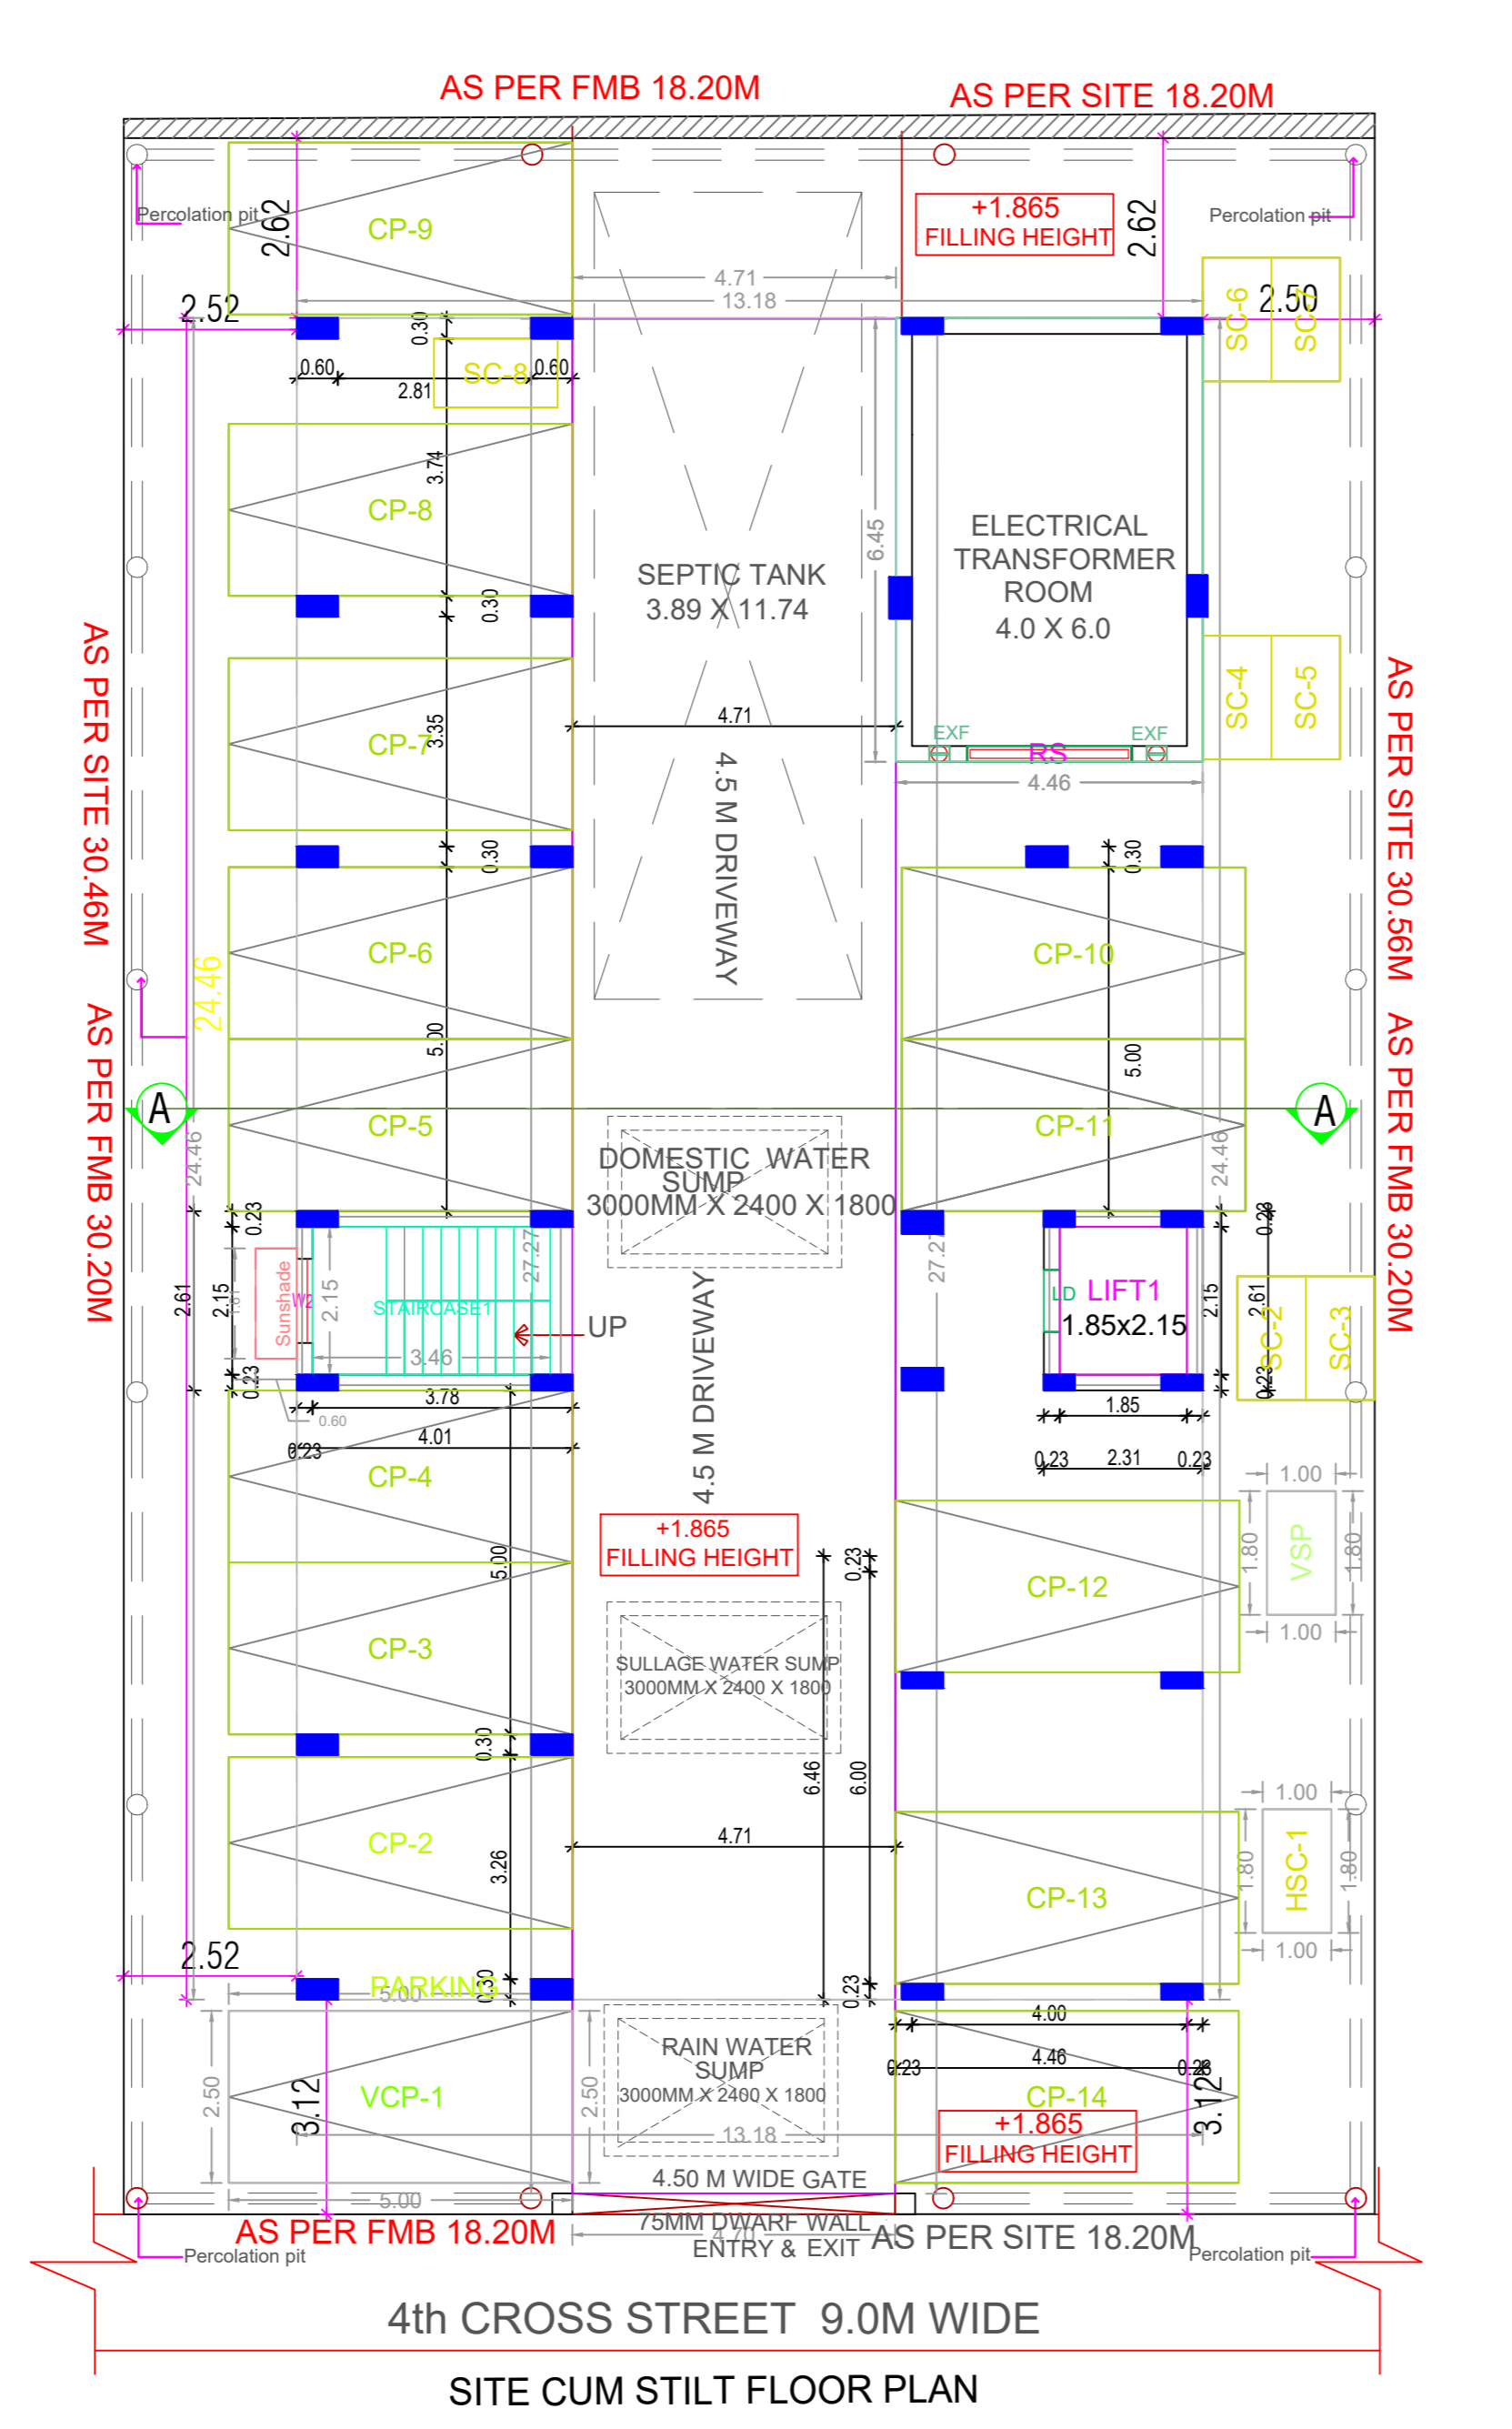 AS PER FMB 18.20M
AS PER SITE 18.20M
Percolation pit
CP-9
2.62
+1.865
FILLING HEIGHT
2.62
Percolation pit
4.71
13.18
2.52
SC-6
SC-7
2.50
0.30
0.60
2.81
SC-8
0.60
3.74
CP-8
6.45
ELECTRICAL
TRANSFORMER
ROOM
4.0 X 6.0
SEPTIC TANK
3.89 X 11.74
0.30
AS PER SITE 30.46M
AS PER SITE 30.56M
SC-4
SC-5
CP-7
3.35
4.71
EXF
RS
EXF
4.46
4.5 M DRIVEWAY
0.30
0.30
CP-6
CP-10
24.46
AS PER FMB 30.20M
AS PER FMB 30.20M
5.00
5.00
A
A
CP-5
CP-11
24.46
24.46
DOMESTIC WATER
SUMP
3000MM X 2400 X 1800
0.23
0.23
27.27
27.27
2.61
2.15
1.61
Sunshade
W2
2.15
STAIRCASE1
UP
3.46
LD
LIFT1
1.85x2.15
2.15
2.61
SC-2
SC-3
0.23
0.23
4.5 M DRIVEWAY
3.78
0.60
4.01
0.23
1.85
0.23
2.31
0.23
CP-4
1.00
1.80
VSP
1.80
1.00
+1.865
FILLING HEIGHT
5.00
0.23
CP-12
CP-3
SULLAGE WATER SUMP
3000MM X 2400 X 1800
0.30
6.46
6.00
1.00
CP-2
4.71
3.26
CP-13
1.80
HSC-1
1.80
1.00
2.52
PARKING
5.00
0.30
0.23
4.00
4.46
0.23
0.23
RAIN WATER
SUMP
3000MM X 2400 X 1800
2.50
VCP-1
3.12
2.50
CP-14
3.12
+1.865
FILLING HEIGHT
13.18
4.50 M WIDE GATE
5.00
AS PER FMB 18.20M
75MM DWARF WALL
4.70
ENTRY & EXIT
AS PER SITE 18.20M
Percolation pit
Percolation pit
4th CROSS STREET 9.0M WIDE
SITE CUM STILT FLOOR PLAN